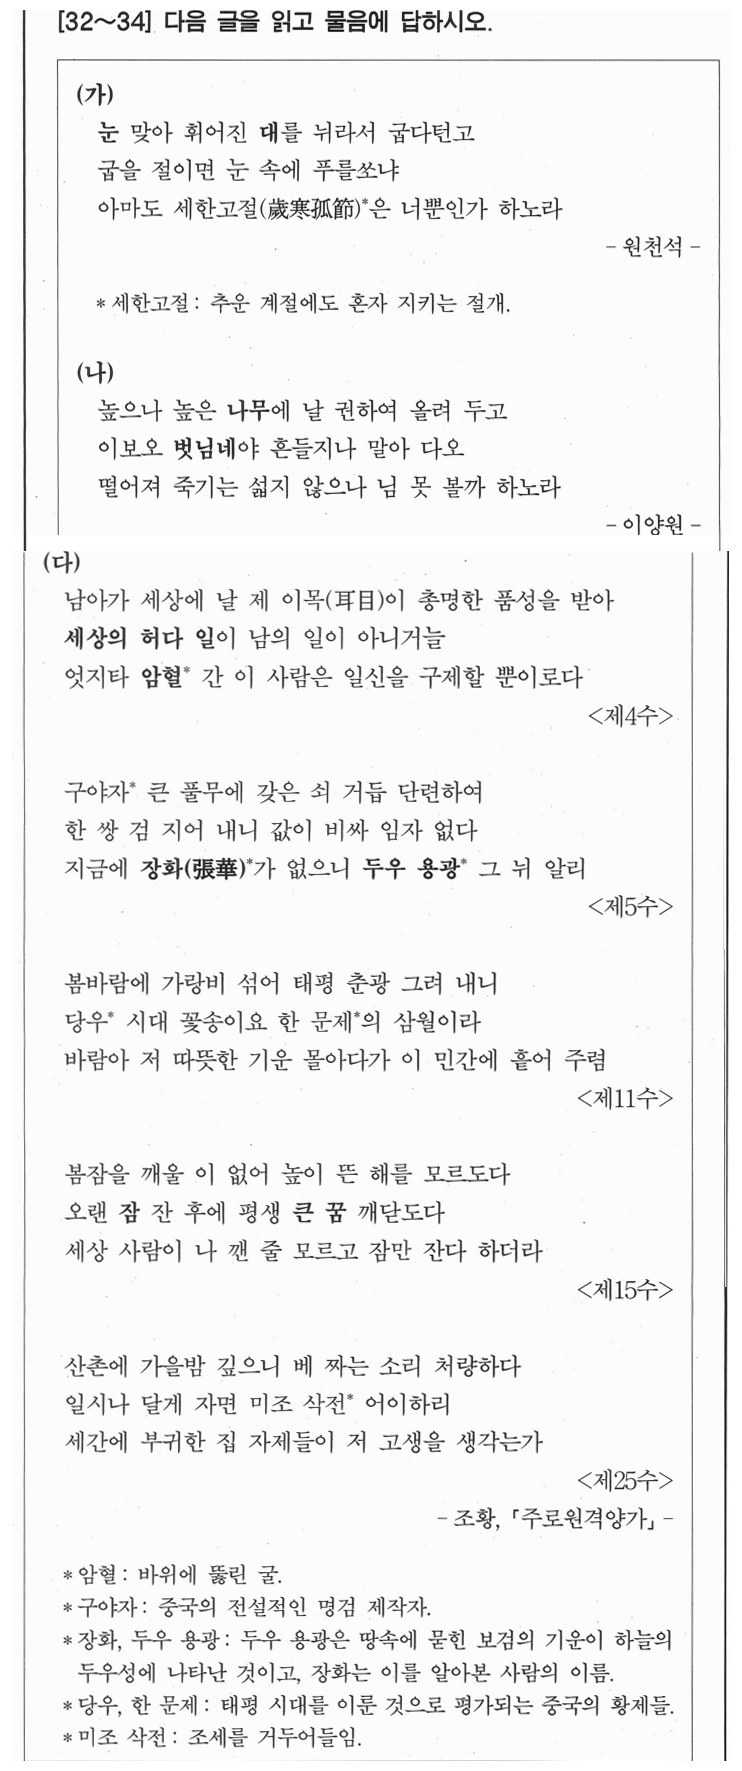 [32～34] 다음 글을 읽고 물음에 답하시오.
(가)
눈 맞아 휘어진 대를 뉘라서 굽다턴고
굽을 절이면 눈 속에 푸를쏘냐
아마도 세한고절(歲寒孤節)*은 너뿐인가 하노라
- 원천석 -
* 세한고절 : 추운 계절에도 혼자 지키는 절개.
(나)
높으나 높은 나무에 날 권하여 올려 두고
이보오 벗님네야 흔들지나 말아 다오
떨어져 죽기는 섧지 않으나 님 못 볼까 하노라
- 이양원 -
(다)
남아가 세상에 날 제 이목(耳目)이 총명한 품성을 받아
세상의 허다 일이 남의 일이 아니거늘
엇지타 암혈* 간 이 사람은 일신을 구제할 뿐이로다
<제4수>
구야자* 큰 풀무에 갖은 쇠 거듭 단련하여
한 쌍 검 지어 내니 값이 비싸 임자 없다
지금에 장화(張華)*가 없으니 두우 용광* 그 뉘 알리
<제5수>
봄바람에 가랑비 섞어 태평 춘광 그려 내니
당우* 시대 꽃송이요 한 문제*의 삼월이라
바람아 저 따뜻한 기운 몰아다가 이 민간에 흩어 주렴
<제11수>
봄잠을 깨울 이 없어 높이 뜬 해를 모르도다
오랜 잠 잔 후에 평생 큰 꿈 깨닫도다
세상 사람이 나 깬 줄 모르고 잠만 잔다 하더라
<제15수>
산촌에 가을밤 깊으니 베 짜는 소리 처량하다
일시나 달게 자면 미조 삭전* 어이하리
세간에 부귀한 집 자제들이 저 고생을 생각는가
<제25수>
- 조황, 「주로원격양가」 -
* 암혈 : 바위에 뚫린 굴.
* 구야자 : 중국의 전설적인 명검 제작자.
* 장화, 두우 용광 : 두우 용광은 땅속에 묻힌 보검의 기운이 하늘의
두우성에 나타난 것이고, 장화는 이를 알아본 사람의 이름.
* 당우, 한 문제 : 태평 시대를 이룬 것으로 평가되는 중국의 황제들.
* 미조 삭전 : 조세를 거두어들임.